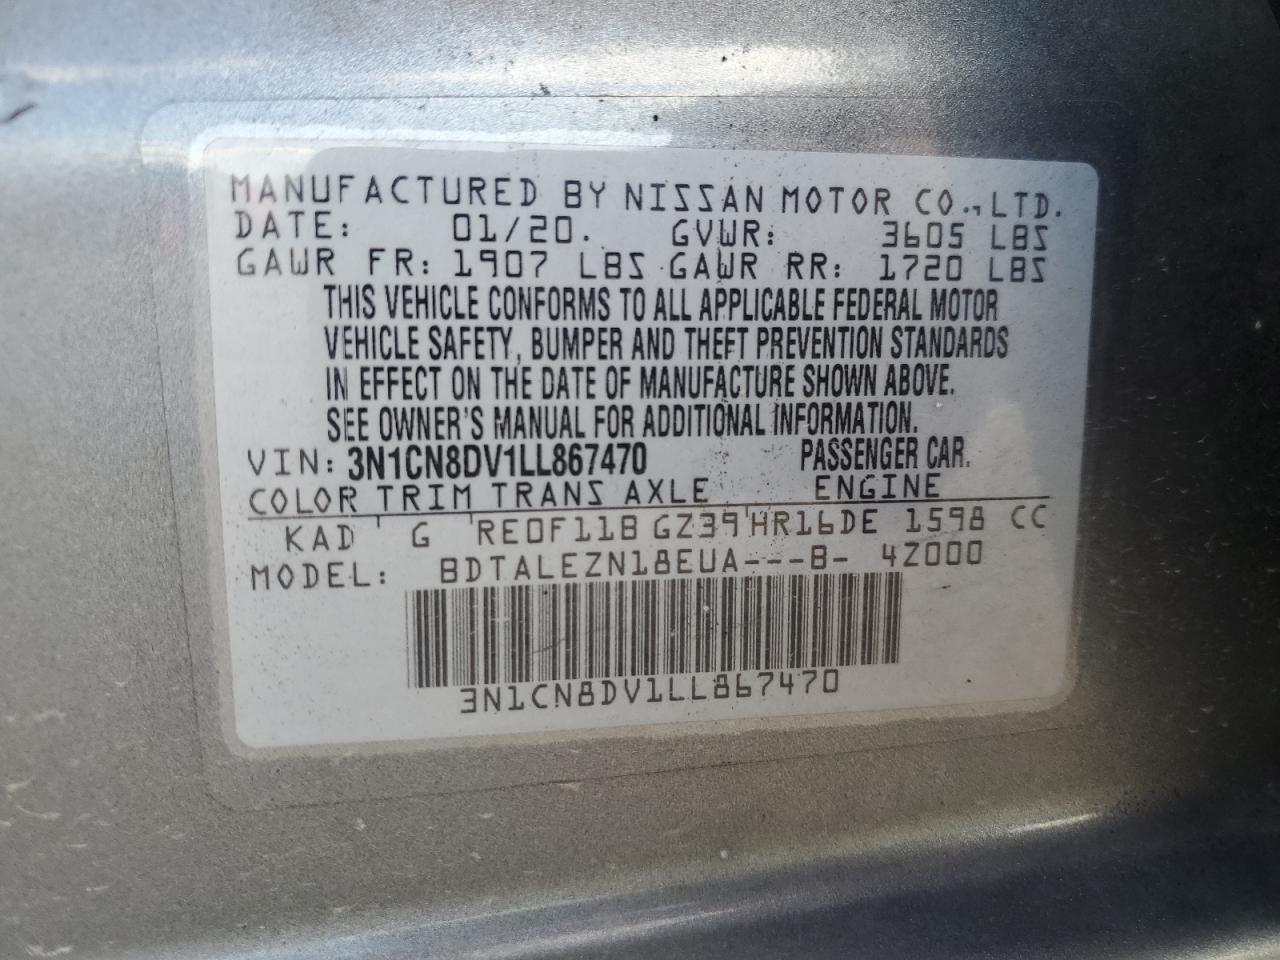 MANUFACTURED BY NISSAN MOTOR CO., LTD.
DATE: 01/20. GVWR: 3605 LBS
GAWR FR: 1907 LBS GAWR RR: 1720 LBS
THIS VEHICLE CONFORMS TO ALL APPLICABLE FEDERAL MOTOR
VEHICLE SAFETY, BUMPER AND THEFT PREVENTION STANDARDS
IN EFFECT ON THE DATE OF MANUFACTURE SHOWN ABOVE.
SEE OWNER'S MANUAL FOR ADDITIONAL INFORMATION.
VIN: 3N1CN8DV1LL867470 PASSENGER CAR.
COLOR TRIM TRANS AXLE ENGINE
KAD G RE0F11B GZ39 HR16DE 1598 CC
MODEL: BDTALEZN18EUA---B- 4Z000
3N1CN8DV1LL867470